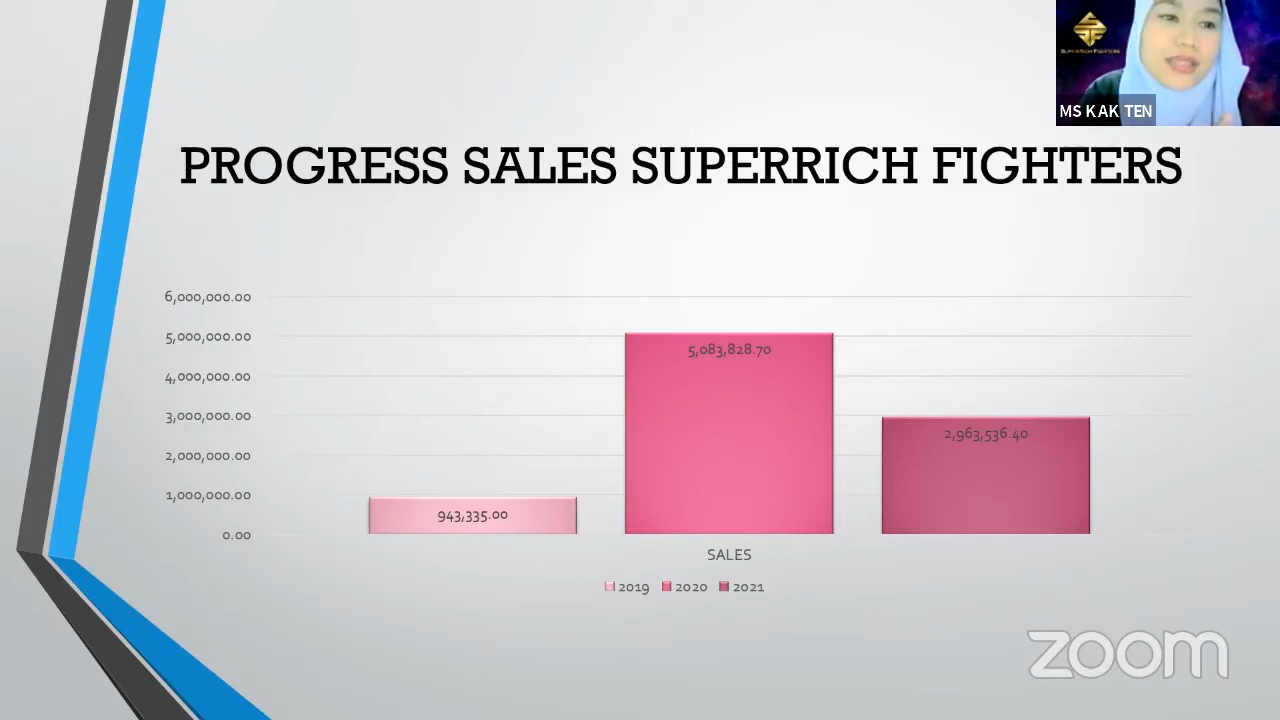 MS KAK TEN
PROGRESS SALES SUPERRICH FIGHTERS
6,000,000.00
5,000,000.00
4,000,000.00
3,000,000.00
2,000,000.00
1,000,000.00
0.00
943,335.00
5,083,828.70
2,963,536.40
SALES
2019 2020 2021
zoom